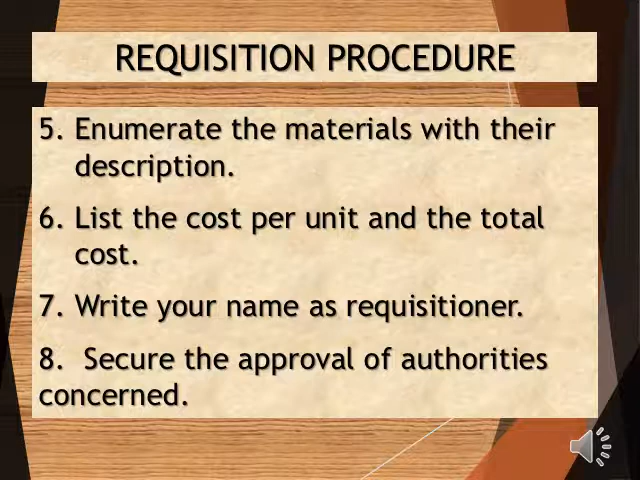 REQUISITION PROCEDURE
5. Enumerate the materials with their
description.
6. List the cost per unit and the total
cost.
7. Write your name as requisitioner.
8. Secure the approval of authorities
concerned.